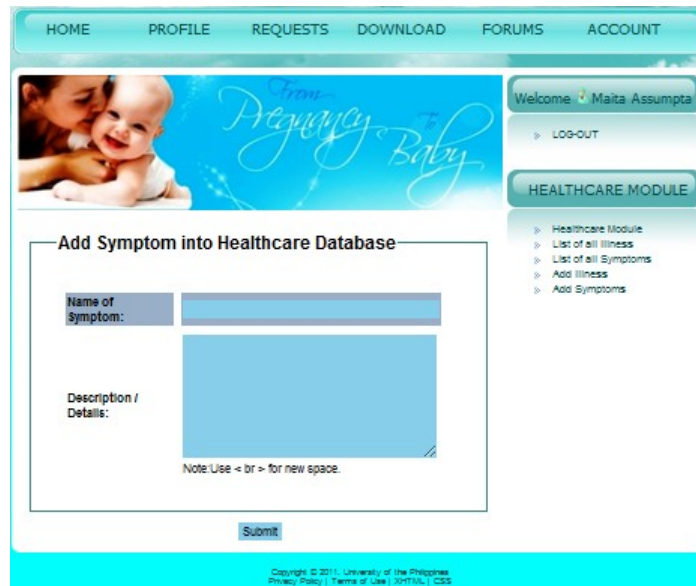 HOME PROFILE REQUESTS DOWNLOAD FORUMS ACCOUNT
From
Pregnancy
To
Baby
Welcome Maita Assumpta
LOG-OUT
HEALTHCARE MODULE
Healthcare Module
List of all Illness
List of all Symptoms
Add Illness
Add Symptoms
Add Symptom into Healthcare Database
Name of
Symptom:
Description /
Details:
Note:Use < br > for new space.
Submit
Copyright © 2011. University of the Philippines
Privacy Policy | Terms of Use | XHTML | CSS